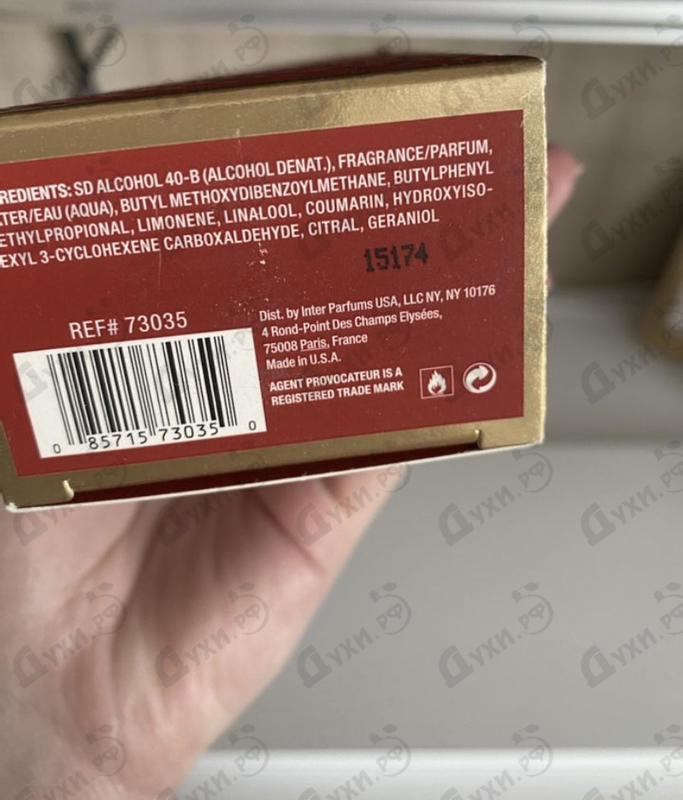 REDIENTS: SD ALCOHOL 40-B (ALCOHOL DENAT.), FRAGRANCE/PARFUM,
TER/EAU (AQUA), BUTYL METHOXYDIBENZOYLMETHANE, BUTYLPHENYL
ETHYLPROPIONAL, LIMONENE, LINALOOL, COUMARIN, HYDROXYISO-
EXYL 3-CYCLOHEXENE CARBOXALDEHYDE, CITRAL, GERANIOL
15174
REF# 73035
0 85715 73035 0
Dist. by Inter Parfums USA, LLC NY, NY 10176
4 Rond-Point Des Champs Elysées,
75008 Paris, France
Made in U.S.A.
AGENT PROVOCATEUR IS A
REGISTERED TRADE MARK
Духи.РФ